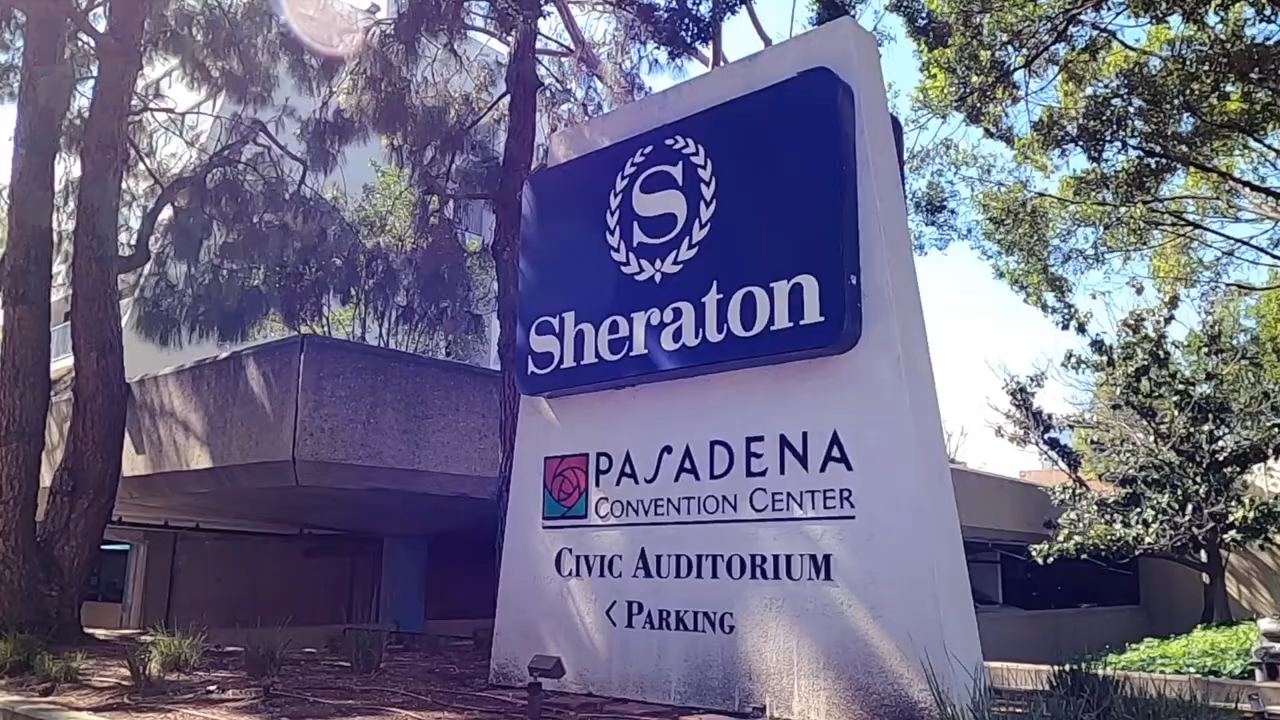 S
Sheraton
PASADENA
CONVENTION CENTER
CIVIC AUDITORIUM
< PARKING